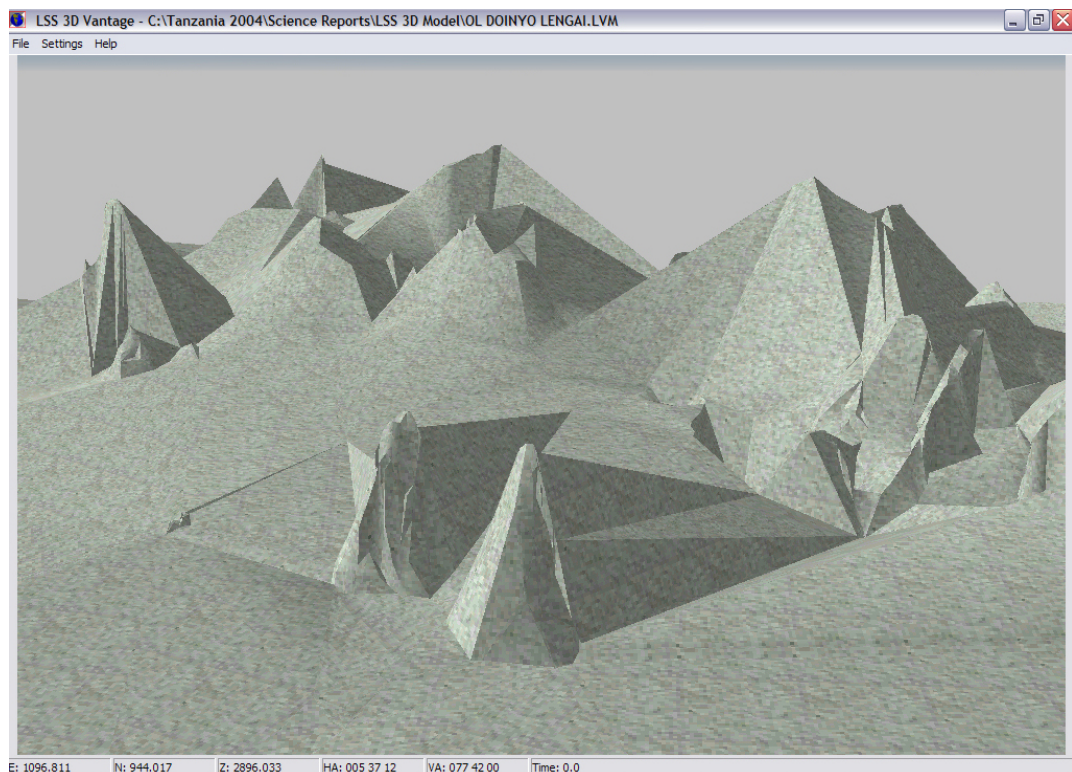 LSS 3D Vantage - C:\Tanzania 2004\Science Reports\LSS 3D Model\OL DOINYO LENGAI.LVM
File Settings Help
E: 1096.811 N: 944.017 Z: 2896.033 HA: 005 37 12 VA: 077 42 00 Time: 0.0